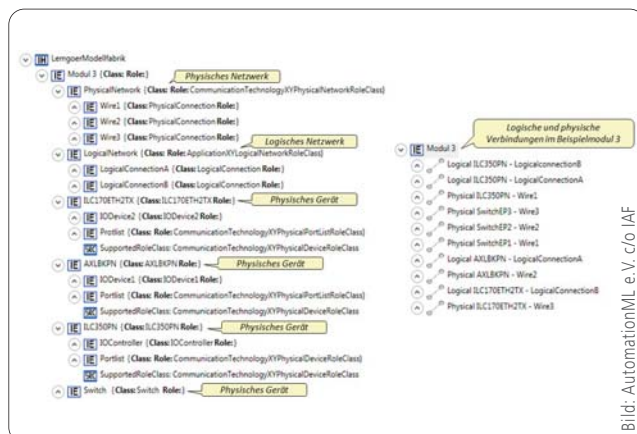 LemgoerModellfabrik
Modul 3 {Class: Role:}
Physisches Netzwerk
PhysicalNetwork {Class: Role: CommunicationTechnologyXYPhysicalNetworkRoleClass}
Wire1 {Class: PhysicalConnection Role:}
Wire2 {Class: PhysicalConnection Role:}
Wire3 {Class: PhysicalConnection Role:}
Logisches Netzwerk
LogicalNetwork {Class: Role: ApplicationXYLogicalNetworkRoleClass}
LogicalConnectionA {Class: LogicalConnection Role:}
LogicalConnectionB {Class: LogicalConnection Role:}
ILC170ETH2TX {Class: ILC170ETH2TX Role:}
Physisches Gerät
IODevice2 {Class: IODevice2 Role:}
Protlist {Class: Role: CommunicationTechnologyXYPhysicalPortListRoleClass}
SupportedRoleClass: CommunicationTechnologyXYPhysicalDeviceRoleClass
AXLBKPN {Class: AXLBKPN Role:}
Physisches Gerät
IODevice1 {Class: IODevice1 Role:}
Portlist {Class: Role: CommunicationTechnologyXYPhysicalPortListRoleClass}
SupportedRoleClass: CommunicationTechnologyXYPhysicalDeviceRoleClass
ILC350PN {Class: ILC350PN Role:}
Physisches Gerät
IOController {Class: IOController Role:}
Portlist {Class: Role: CommunicationTechnologyXYPhysicalDeviceRoleClass}
SupportedRoleClass: CommunicationTechnologyXYPhysicalDeviceRoleClass
Switch {Class: Switch Role:}
Physisches Gerät
Logische und physische
Verbindungen im Beispielmodul 3
Modul 3
Logical ILC350PN - LogicalconnectionB
Logical ILC350PN - LogicalconnectionA
Physical ILC350PN - Wire1
Physical SwitchEP3 - Wire3
Physical SwitchEP2 - Wire2
Physical SwitchEP1 - Wire1
Logical AXLBKPN - LogicalConnectionA
Physical AXLBKPN - Wire2
Logical ILC170ETH2TX - LogicalConnectionB
Physical ILC170ETH2TX - Wire3
Bild: AutomationML e.V. c/o IAF